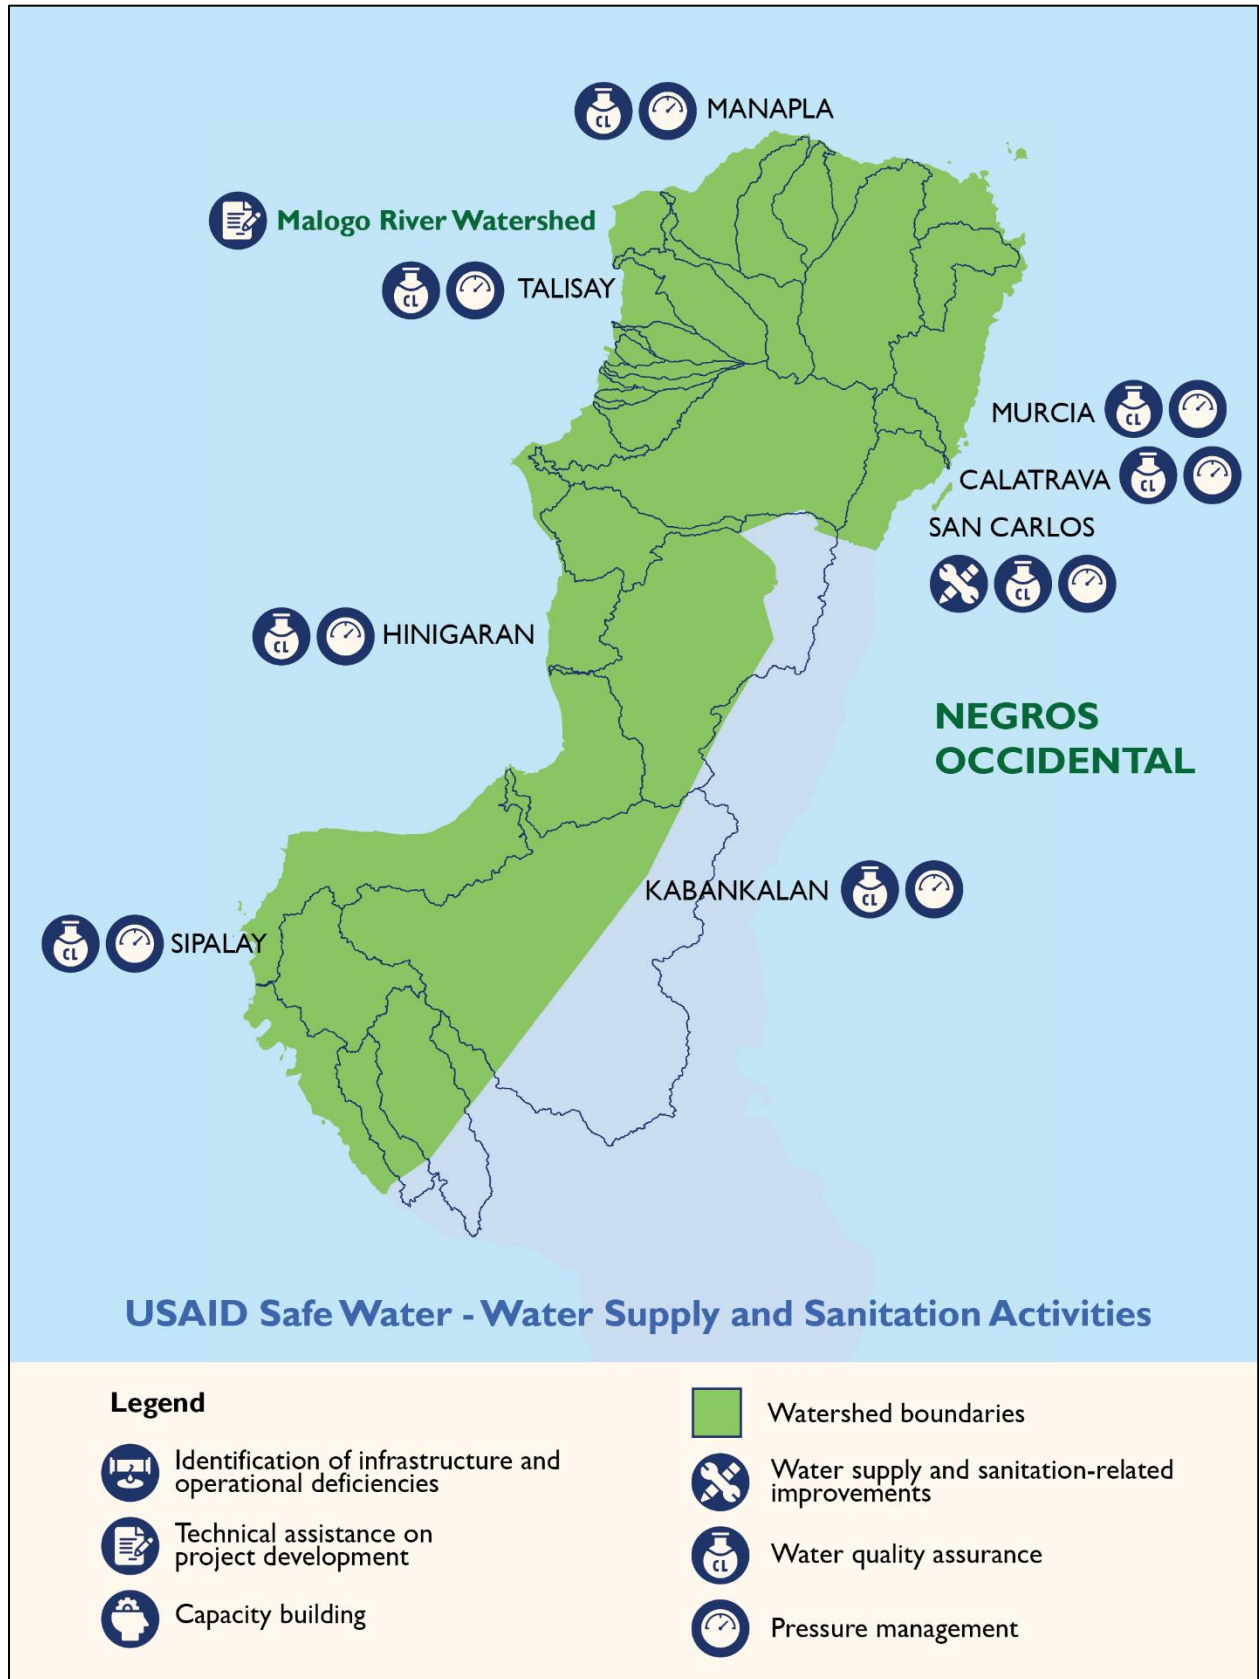 MANAPLA
Malogo River Watershed
TALISAY
MURCIA
CALATRAVA
SAN CARLOS
HINIGARAN
NEGROS
OCCIDENTAL
KABANKALAN
SIPALAY
USAID Safe Water - Water Supply and Sanitation Activities
Legend
Identification of infrastructure and
operational deficiencies
Technical assistance on
project development
Capacity building
Watershed boundaries
Water supply and sanitation-related
improvements
CL
Water quality assurance
Pressure management